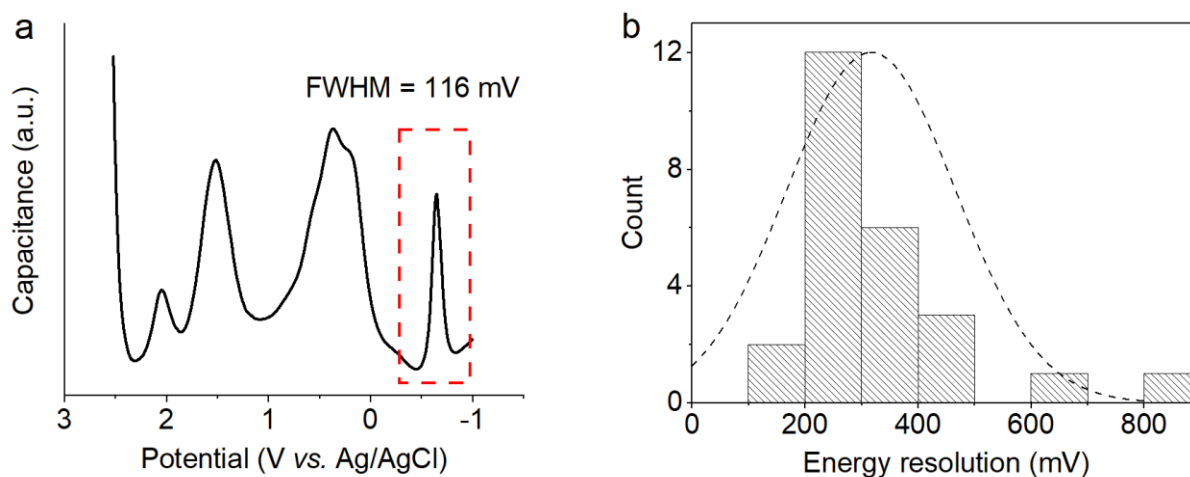 a
FWHM = 116 mV
Capacitance (a.u.)
3 2 1 0 -1
Potential (V vs. Ag/AgCl)
b
12
8
4
0
Count
0 200 400 600 800
Energy resolution (mV)